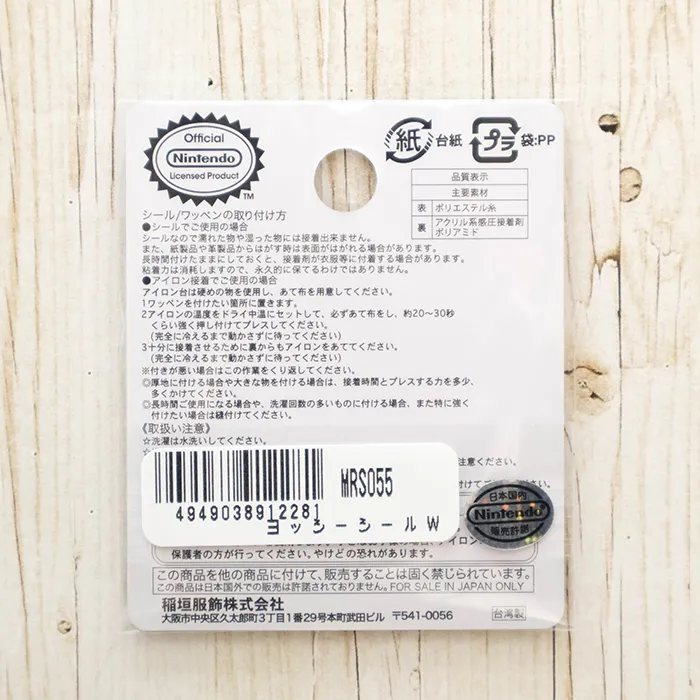 Official
Nintendo
Licensed Product
TM
紙 台紙 プラ 袋:PP
品質表示
主要素材
表 ポリエステル糸
裏 アクリル系感圧接着剤
ポリアミド
シール/ワッペンの取り付け方
●シールでご使用の場合
シールなので濡れた物や湿った物には接着出来ません。
また、紙製品や革製品からはがす時は表面がはがれる場合があります。
長時間付けたままにしておくと、接着剤が衣服等に付着する場合があります。
粘着力は消耗しますので、永久的に保てるわけではありません。
●アイロン接着でご使用の場合
アイロン台は硬めの物を使用し、あて布を用意してください。
1ワッペンを付けたい箇所に置きます。
2アイロンの温度をドライ中温にセットして、必ずあて布をし、約20〜30秒
くらい強く押し付けてプレスしてください。
(完全に冷えるまで動かさずに待ってください)
3十分に接着させるために裏からもアイロンをあててください。
(完全に冷えるまで動かさずに待ってください)
※付きが悪い場合はこの作業をくり返してください。
◎厚地に付ける場合や大きな物を付ける場合は、接着時間とプレスする力を多少、
多くかけてください。
◎長時間ご使用になる場合や、洗濯回数の多いものに付ける場合、また特に強く
付けたい場合は縫付けてください。
《取扱い注意》
☆洗濯は水洗いしてください。
注意ください。
付けてください。
MRS055
4949038912281
ヨッシーシールW
日本国内
Nintendo
販売許諾
保護者の方が行ってください。やけどの恐れがあります。
この商品を他の商品に付けて、販売することは固く禁じられています。
この商品は日本国外での販売は禁止されています。FOR SALE IN JAPAN ONLY
稲垣服飾株式会社
大阪市中央区久太郎町3丁目1番29号本町武田ビル 〒541-0056
台湾製